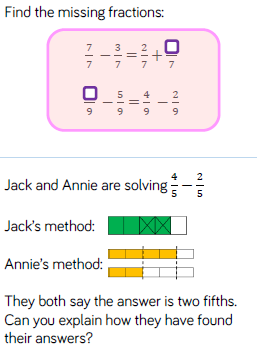 Find the missing fractions:
7/7 − 3/7 = 2/7 + □/7
□/9 − 5/9 = 4/9 − 2/9
Jack and Annie are solving 4/5 − 2/5
Jack's method:
Annie's method:
They both say the answer is two fifths.
Can you explain how they have found
their answers?